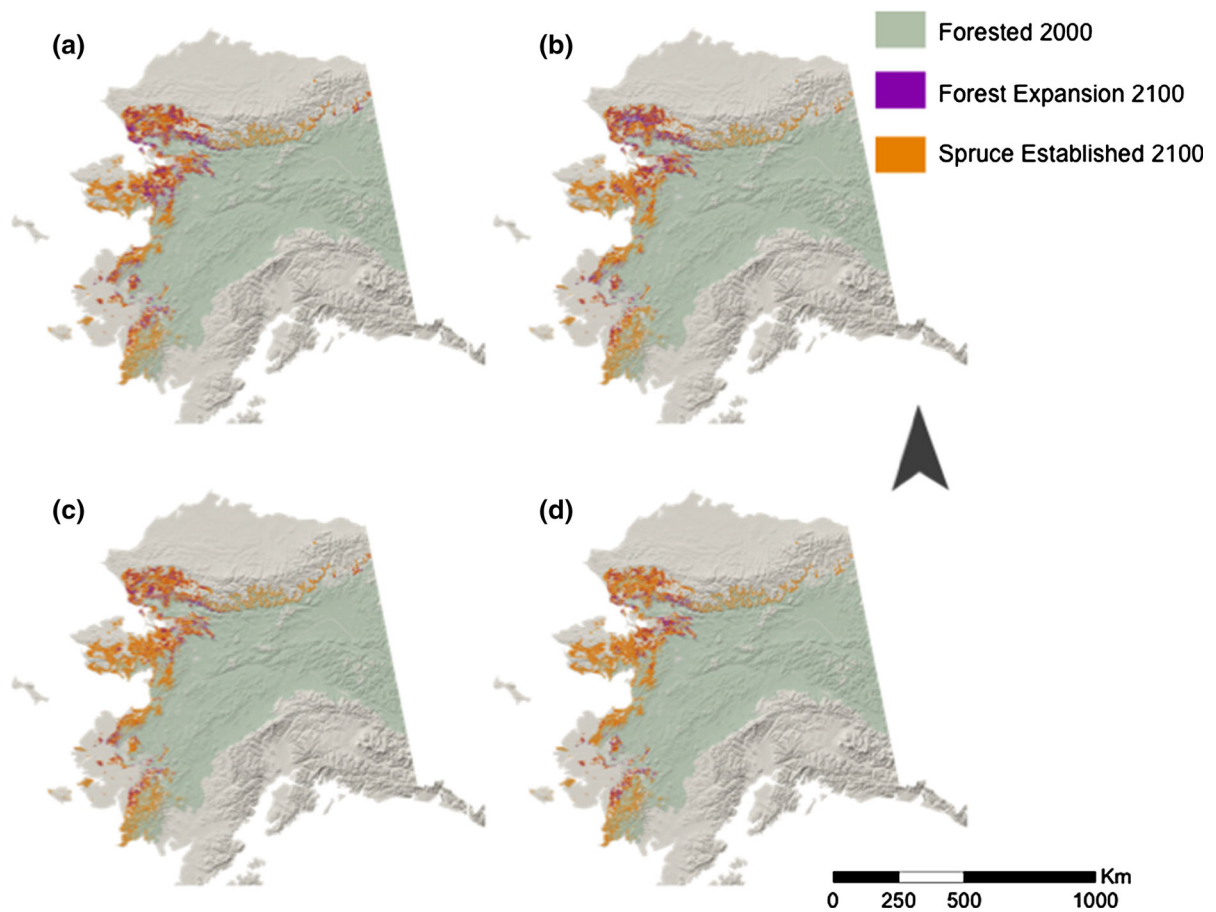 (a)
(b)
Forested 2000
Forest Expansion 2100
Spruce Established 2100
(c)
(d)
Km
0 250 500 1000